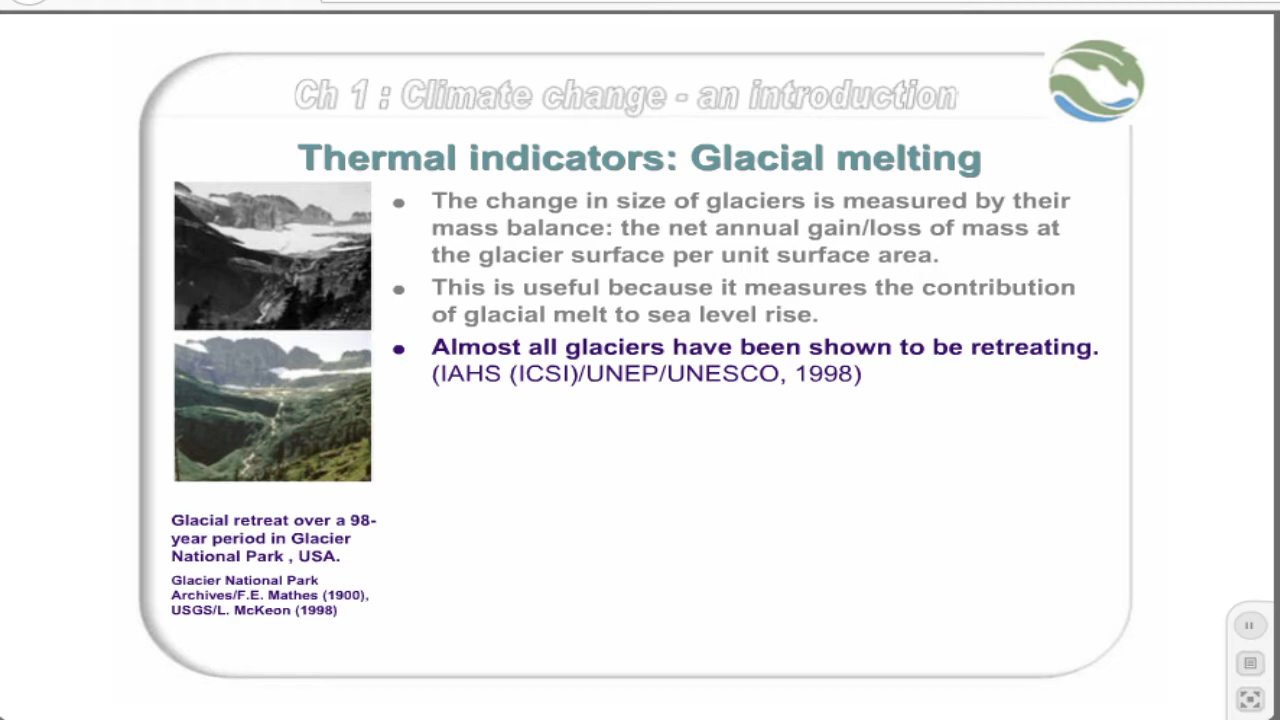 Ch 1 : Climate change - an introduction
Thermal indicators: Glacial melting
• The change in size of glaciers is measured by their
mass balance: the net annual gain/loss of mass at
the glacier surface per unit surface area.
• This is useful because it measures the contribution
of glacial melt to sea level rise.
• Almost all glaciers have been shown to be retreating.
(IAHS (ICSI)/UNEP/UNESCO, 1998)
Glacial retreat over a 98-
year period in Glacier
National Park , USA.
Glacier National Park
Archives/F.E. Mathes (1900),
USGS/L. McKeon (1998)